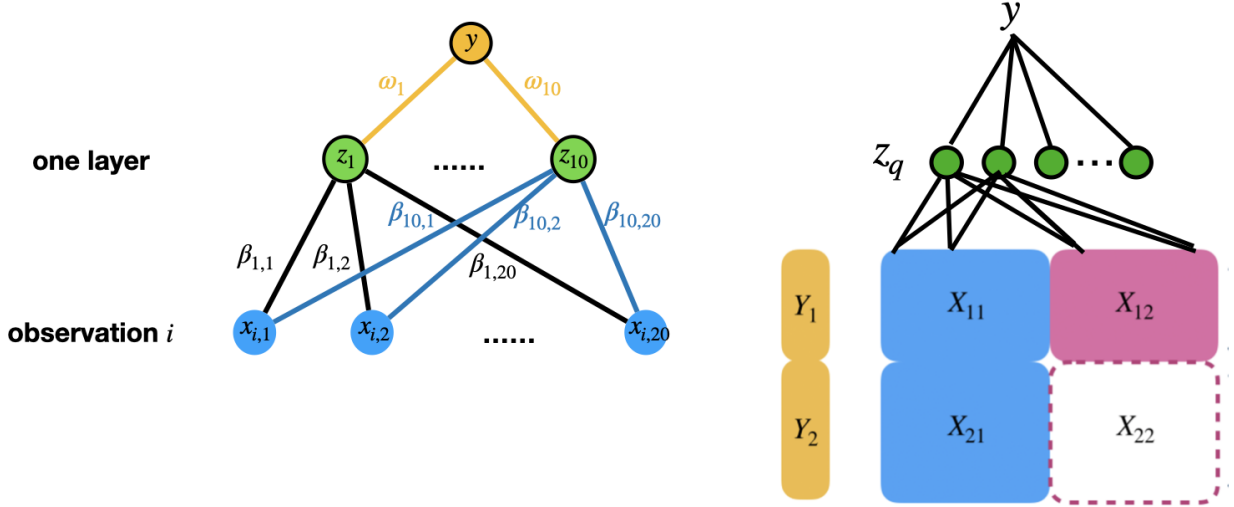 y
ω₁
ω₁₀
one layer
z₁
......
z₁₀
β₁,₁
β₁,₂
β₁₀,₁
β₁,₂₀
β₁₀,₂
β₁₀,₂₀
observation i
xᵢ,₁
xᵢ,₂
......
xᵢ,₂₀
y
z_q
...
Y₁
X₁₁
X₁₂
Y₂
X₂₁
X₂₂